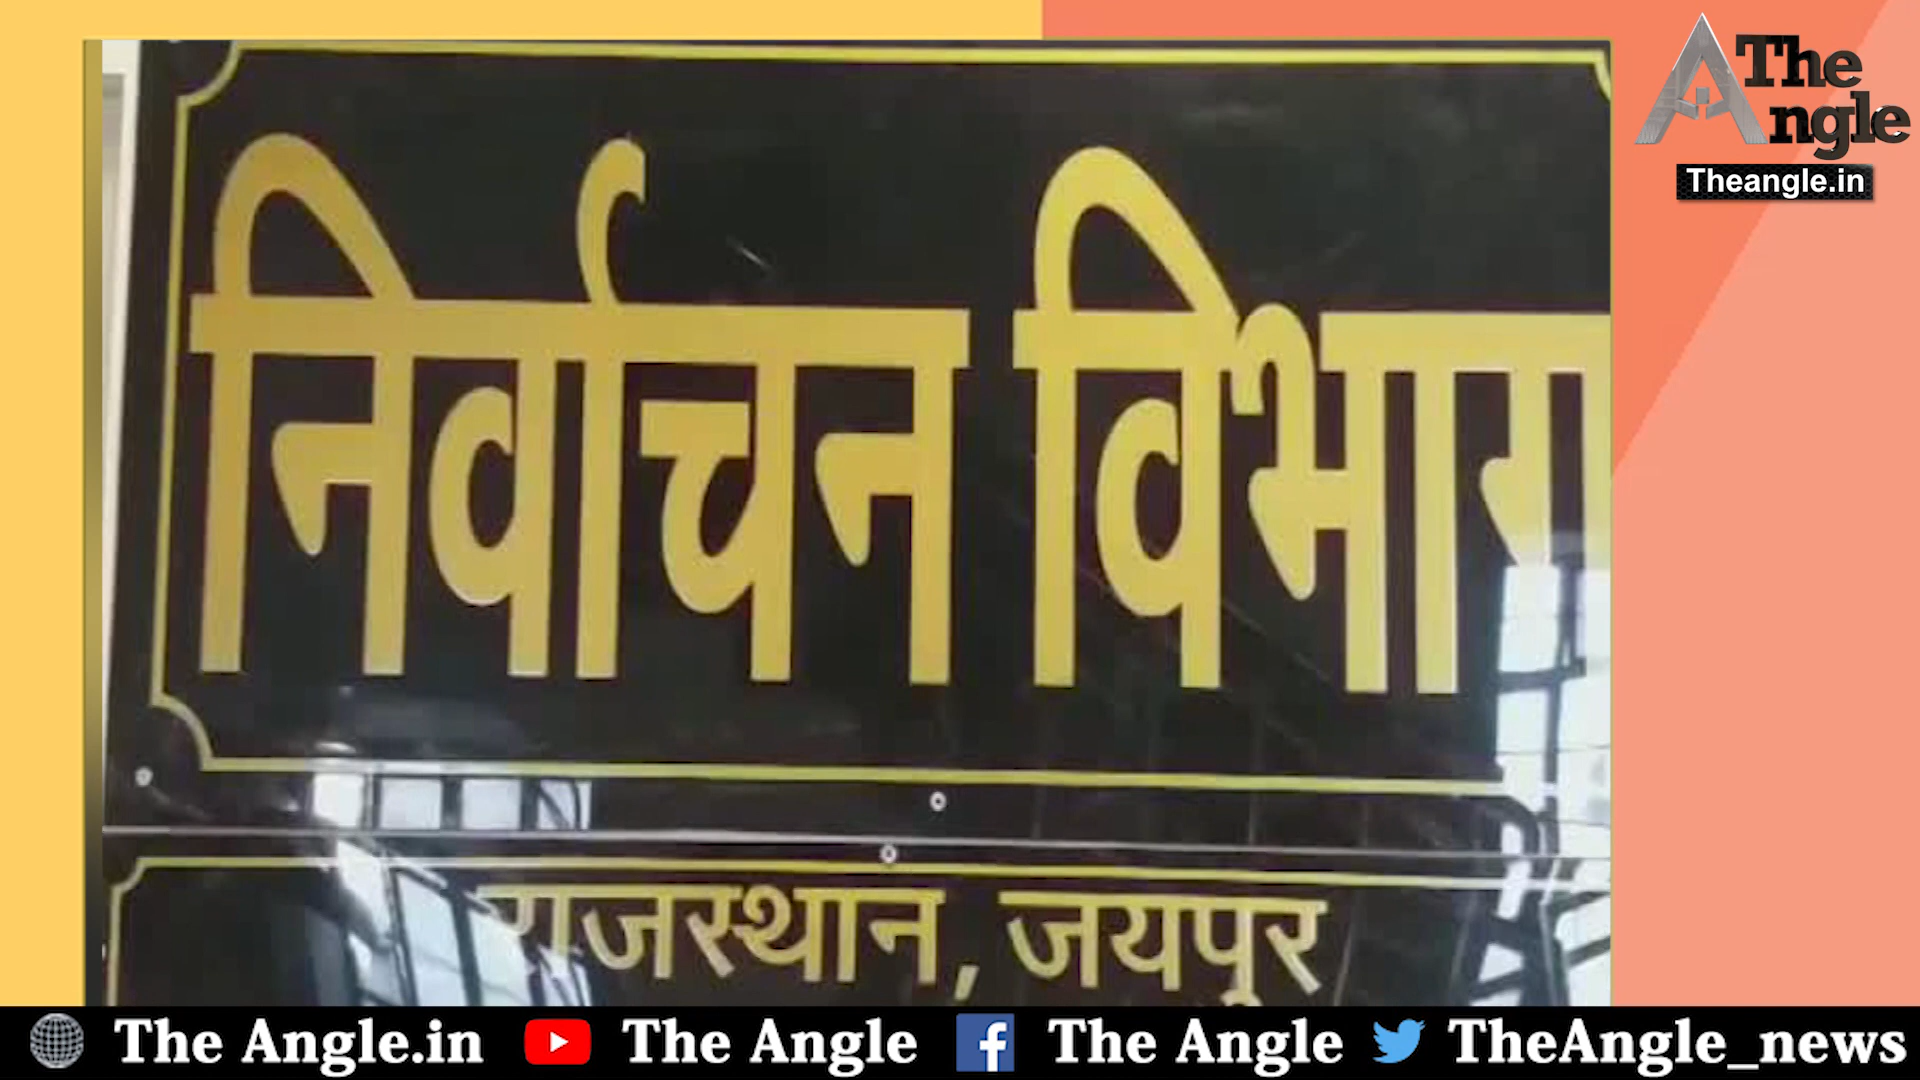 The
Angle
Theangle.in
निर्वाचन विभाग
राजस्थान, जयपुर
The Angle.in The Angle The Angle TheAngle_news